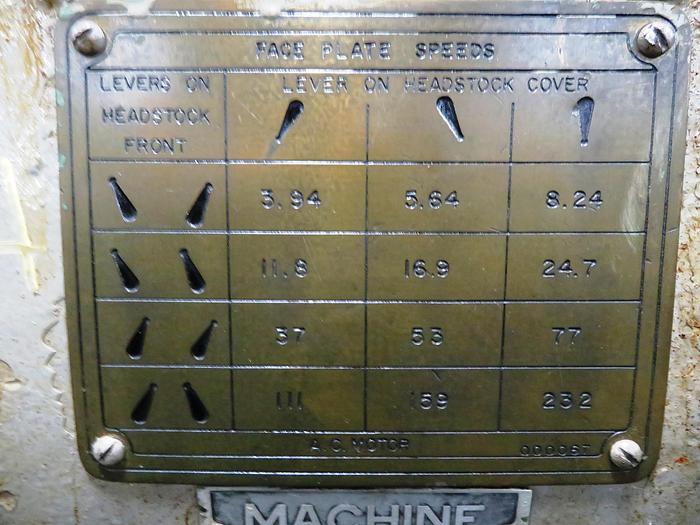 FACE PLATE SPEEDS
LEVERS ON HEADSTOCK FRONT
LEVER ON HEADSTOCK COVER
3.94 5.64 8.24
11.8 16.9 24.7
37 53 77
111 159 232
A.C. MOTOR 000067
MACHINE